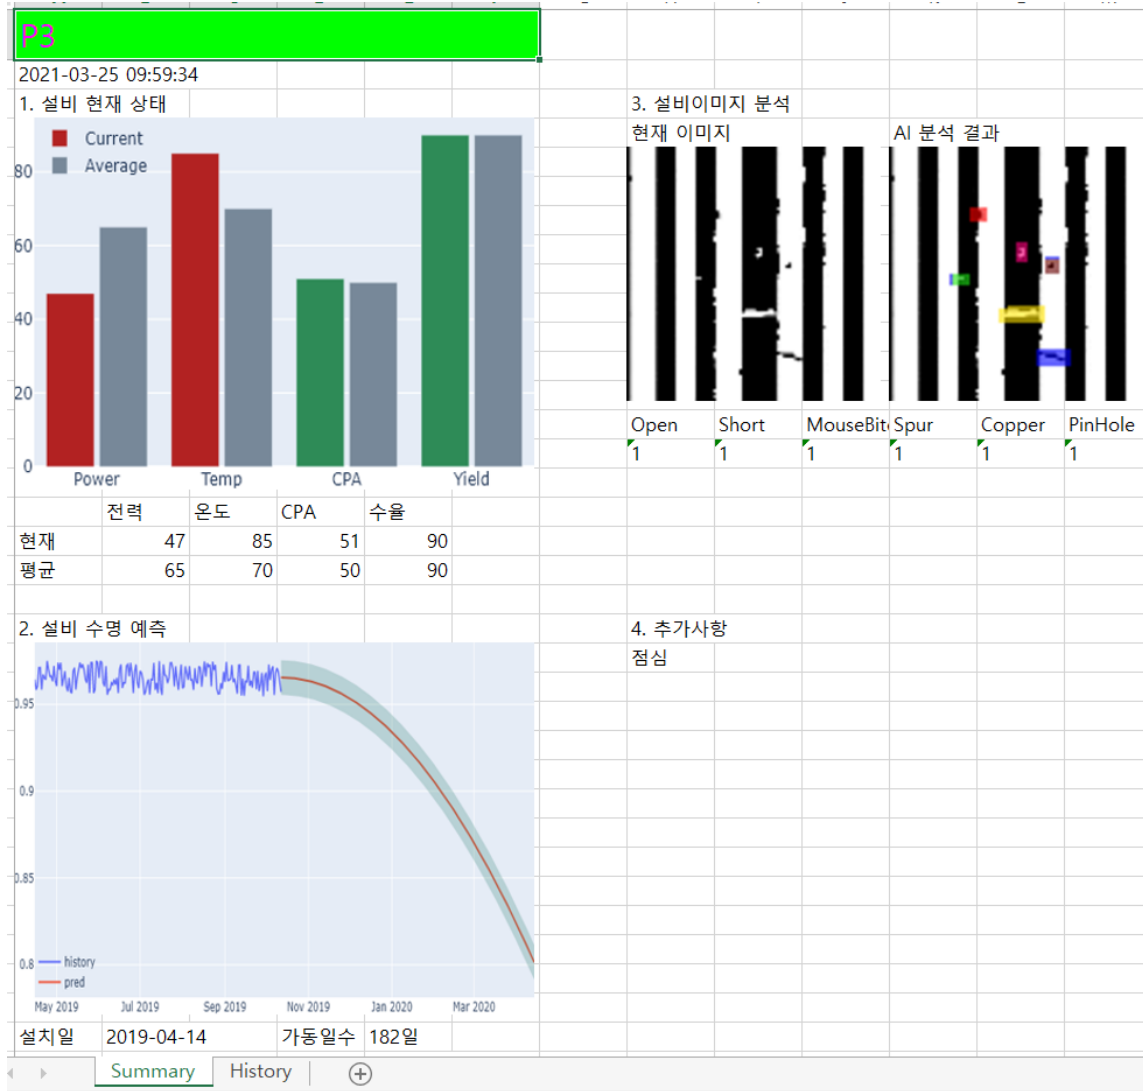 P3
2021-03-25 09:59:34
1. 설비 현재 상태
Current
Average
80
60
40
20
0
Power Temp CPA Yield
전력 온도 CPA 수율
현재 47 85 51 90
평균 65 70 50 90
2. 설비 수명 예측
0.95
0.9
0.85
0.8
history
pred
May 2019 Jul 2019 Sep 2019 Nov 2019 Jan 2020 Mar 2020
설치일 2019-04-14 가동일수 182일
3. 설비이미지 분석
현재 이미지 AI 분석 결과
Open Short MouseBit Spur Copper PinHole
1 1 1 1 1 1
4. 추가사항
점심
Summary History